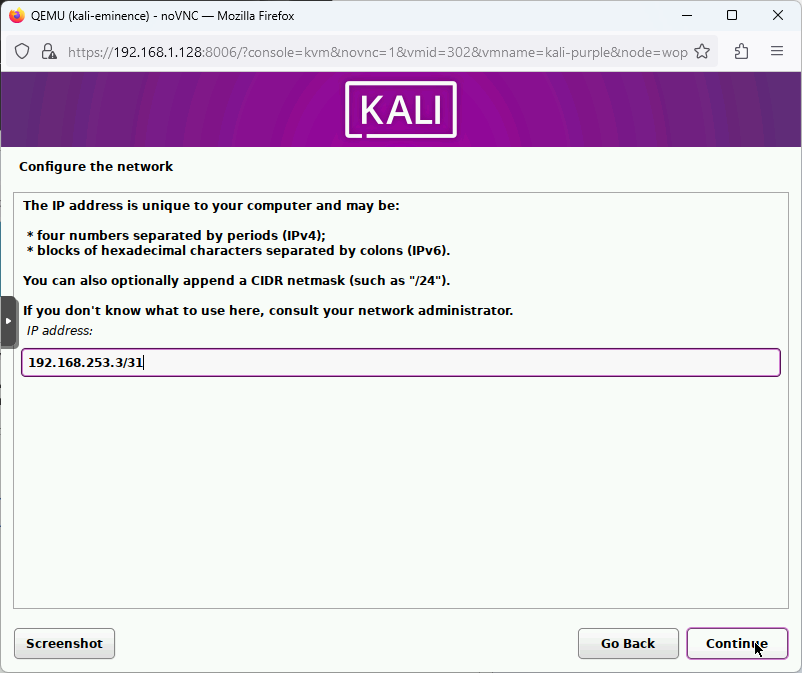 QEMU (kali-eminence) - noVNC — Mozilla Firefox
https://192.168.1.128:8006/?console=kvm&novnc=1&vmid=302&vmname=kali-purple&node=wop
KALI
Configure the network
The IP address is unique to your computer and may be:
* four numbers separated by periods (IPv4);
* blocks of hexadecimal characters separated by colons (IPv6).
You can also optionally append a CIDR netmask (such as "/24").
If you don't know what to use here, consult your network administrator.
IP address:
192.168.253.3/31
Screenshot
Go Back
Continue